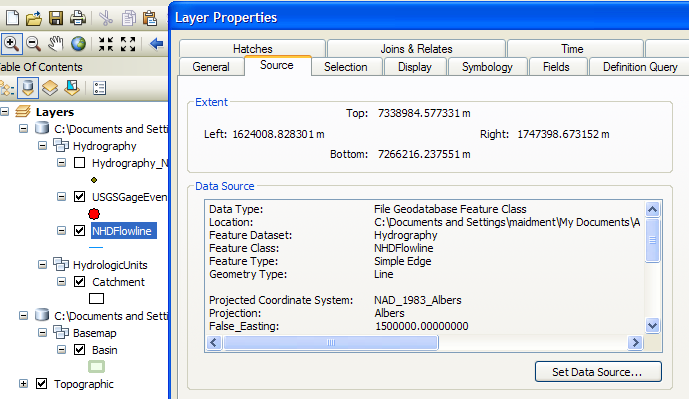 Layer Properties
Hatches Joins & Relates Time
General Source Selection Display Symbology Fields Definition Query
Table Of Contents
Layers
C:\Documents and Setti
Hydrography
Hydrography_N
USGSGageEven
NHDFlowline
HydrologicUnits
Catchment
C:\Documents and Setti
Basemap
Basin
Topographic
Extent
Top: 7338984.577331 m
Left: 1624008.828301 m Right: 1747398.673152 m
Bottom: 7266216.237551 m
Data Source
Data Type: File Geodatabase Feature Class
Location: C:\Documents and Settings\maidment\My Documents\A
Feature Dataset: Hydrography
Feature Class: NHDFlowline
Feature Type: Simple Edge
Geometry Type: Line
Projected Coordinate System: NAD_1983_Albers
Projection: Albers
False_Easting: 1500000.00000000
Set Data Source...